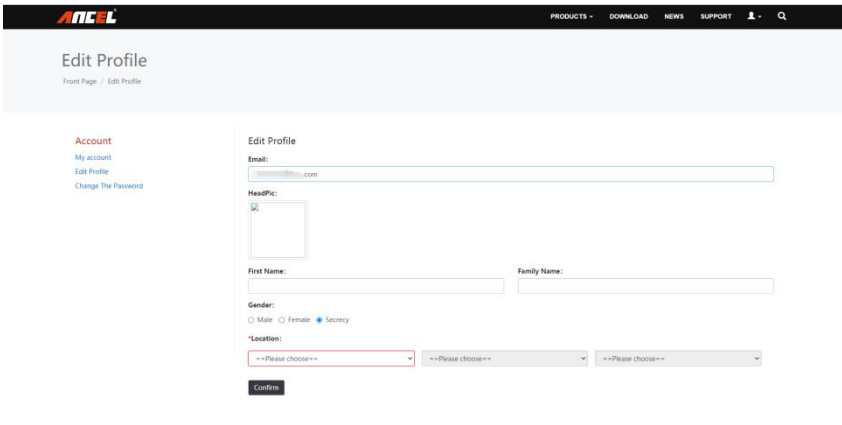 ANCEL
PRODUCTS DOWNLOAD NEWS SUPPORT
Edit Profile
Front Page / Edit Profile
Account
My account
Edit Profile
Change The Password
Edit Profile
Email:
.com
HeadPic:
First Name: Family Name:
Gender:
Male Female Secrecy
*Location:
==Please choose== ==Please choose== ==Please choose==
Confirm